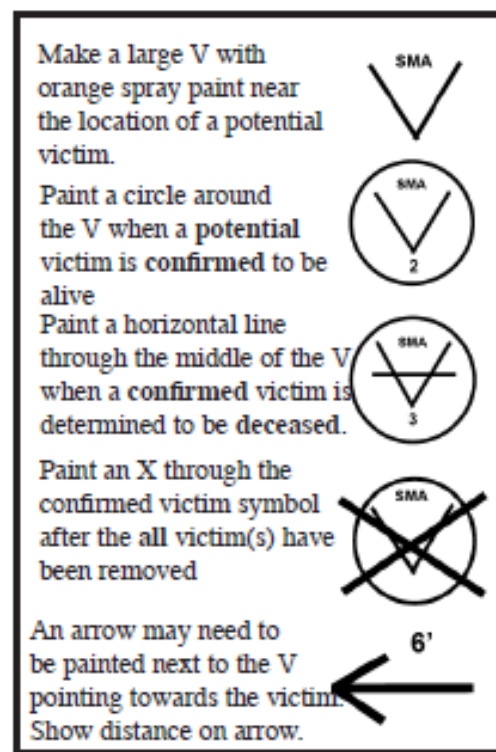 Make a large V with
orange spray paint near
the location of a potential
victim.
SMA
Paint a circle around
the V when a potential
victim is confirmed to be
alive
SMA
2
Paint a horizontal line
through the middle of the V
when a confirmed victim is
determined to be deceased.
SMA
3
Paint an X through the
confirmed victim symbol
after the all victim(s) have
been removed
SMA
An arrow may need to
be painted next to the V
pointing towards the victim.
Show distance on arrow.
6'